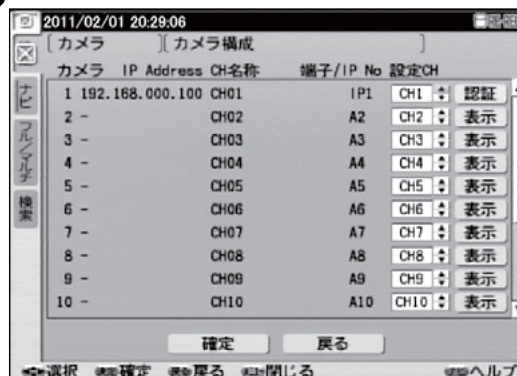 2011/02/01 20:29:06
[カメラ ][カメラ構成 ]
カメラ IP Address CH名称 端子/IP No 設定CH
1 192.168.000.100 CH01 IP1 CH1 認証
2 - CH02 A2 CH2 表示
3 - CH03 A3 CH3 表示
4 - CH04 A4 CH4 表示
5 - CH05 A5 CH5 表示
6 - CH06 A6 CH6 表示
7 - CH07 A7 CH7 表示
8 - CH08 A8 CH8 表示
9 - CH09 A9 CH9 表示
10 - CH10 A10 CH10 表示
ナビ
フル/マルチ
検索
確定 戻る
選択 確定 戻る 閉じる ヘルプ